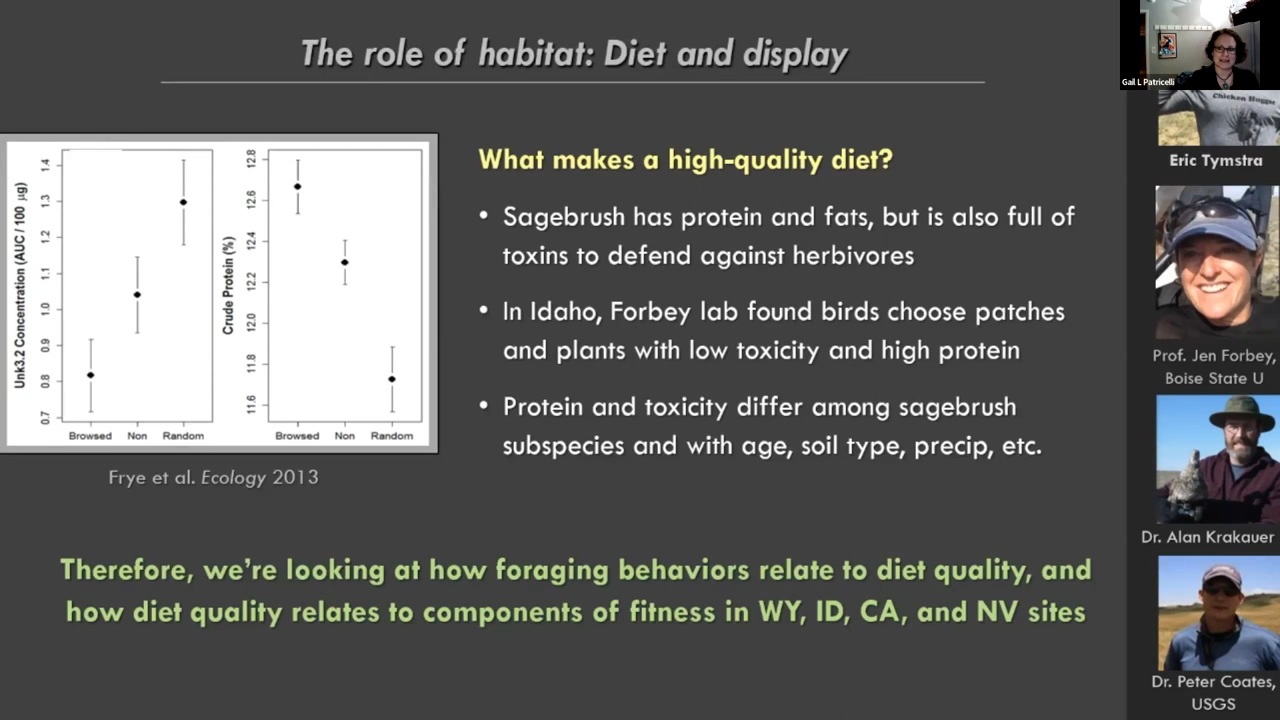 The role of habitat: Diet and display
Gail L Patricelli
Chicken Hugger
Eric Tymstra
Unk3.2 Concentration (AUC / 100 µg)
1.4
1.3
1.2
1.1
1.0
0.9
0.8
0.7
Browsed Non Random
Crude Protein (%)
12.8
12.6
12.4
12.2
12.0
11.8
11.6
Browsed Non Random
Frye et al. Ecology 2013
What makes a high-quality diet?
• Sagebrush has protein and fats, but is also full of
toxins to defend against herbivores
• In Idaho, Forbey lab found birds choose patches
and plants with low toxicity and high protein
• Protein and toxicity differ among sagebrush
subspecies and with age, soil type, precip, etc.
Therefore, we're looking at how foraging behaviors relate to diet quality, and
how diet quality relates to components of fitness in WY, ID, CA, and NV sites
Prof. Jen Forbey,
Boise State U
Dr. Alan Krakauer
Dr. Peter Coates,
USGS